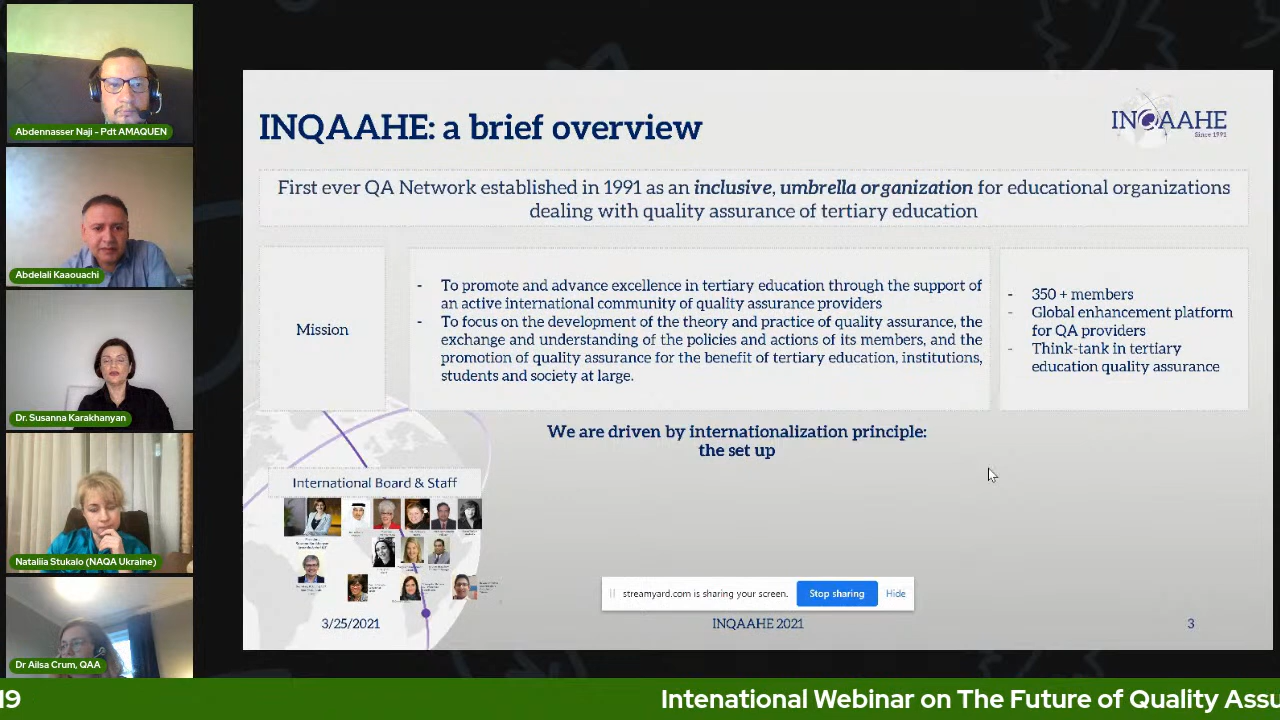 Abdennasser Naji - Pdt AMAQUEN
Abdelali Kaaouachi
Dr. Susanna Karakhanyan
Nataliia Stukalo (NAQA Ukraine)
Dr Ailsa Crum, QAA
INQAAHE: a brief overview
INQAAHE
Since 1991
First ever QA Network established in 1991 as an inclusive, umbrella organization for educational organizations
dealing with quality assurance of tertiary education
Mission
- To promote and advance excellence in tertiary education through the support of
an active international community of quality assurance providers
- To focus on the development of the theory and practice of quality assurance, the
exchange and understanding of the policies and actions of its members, and the
promotion of quality assurance for the benefit of tertiary education, institutions,
students and society at large.
- 350 + members
- Global enhancement platform
for QA providers
- Think-tank in tertiary
education quality assurance
We are driven by internationalization principle:
the set up
International Board & Staff
streamyard.com is sharing your screen.
Stop sharing
Hide
3/25/2021
INQAAHE 2021
3
19
Intenational Webinar on The Future of Quality Assu